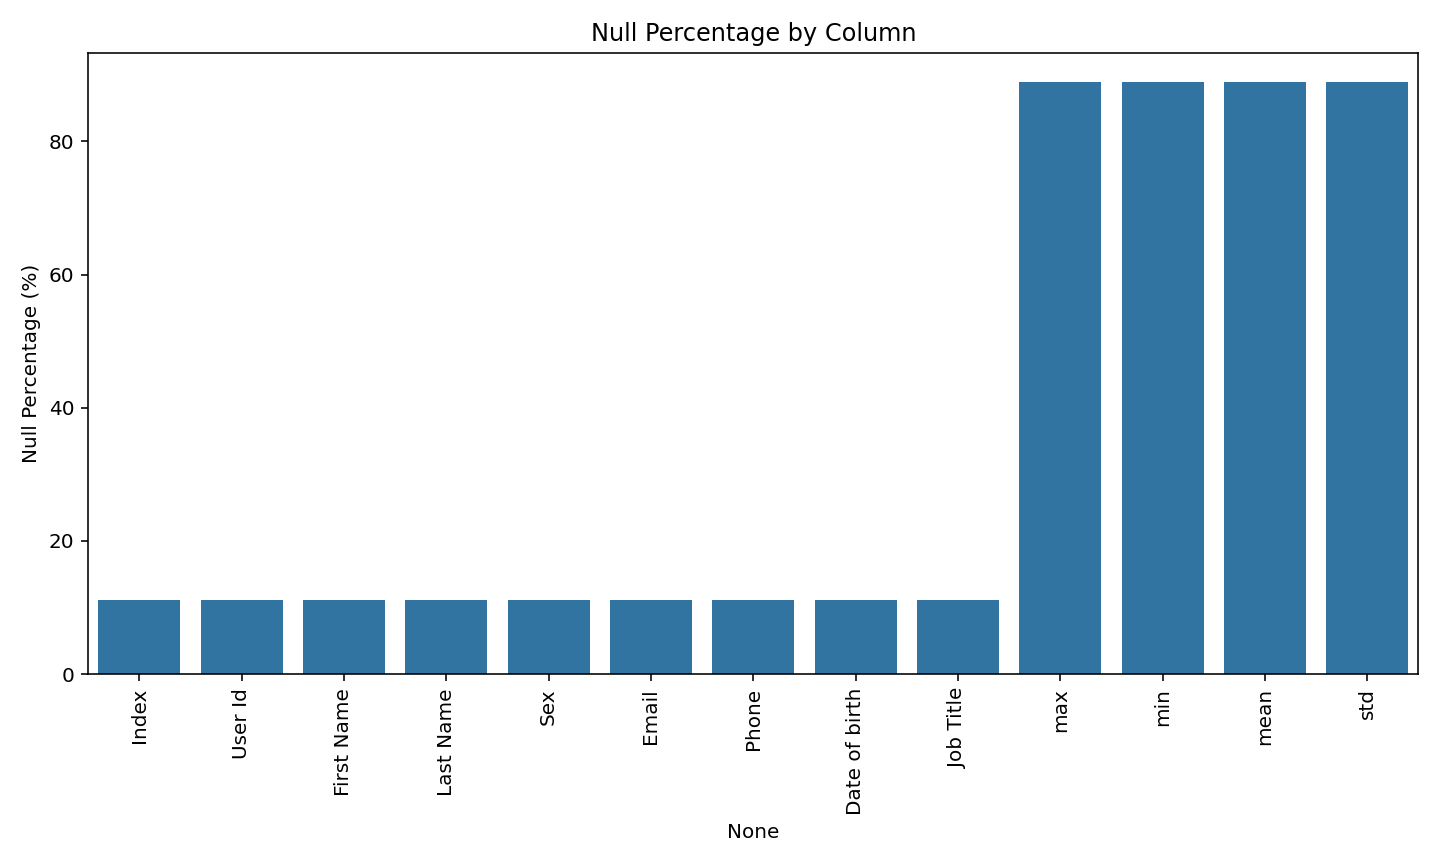 Null Percentage by Column
Null Percentage (%)
80
60
40
20
0
Index
User Id
First Name
Last Name
Sex
Email
Phone
Date of birth
Job Title
max
min
mean
std
None